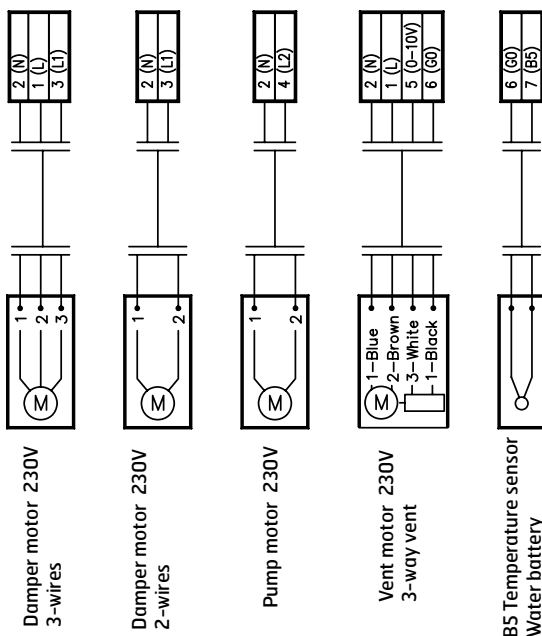 2 (N)
1 (L)
3 (L1)
1
2
3
M
Damper motor 230V
3-wires
2 (N)
3 (L1)
1
2
M
Damper motor 230V
2-wires
2 (N)
4 (L2)
1
2
M
Pump motor 230V
2 (N)
1 (L)
5 (0-10V)
6 (G0)
1-Blue
2-Brown
3-White
1-Black
M
Vent motor 230V
3-way vent
6 (G0)
7 (B5)
B5 Temperature sensor
Water battery